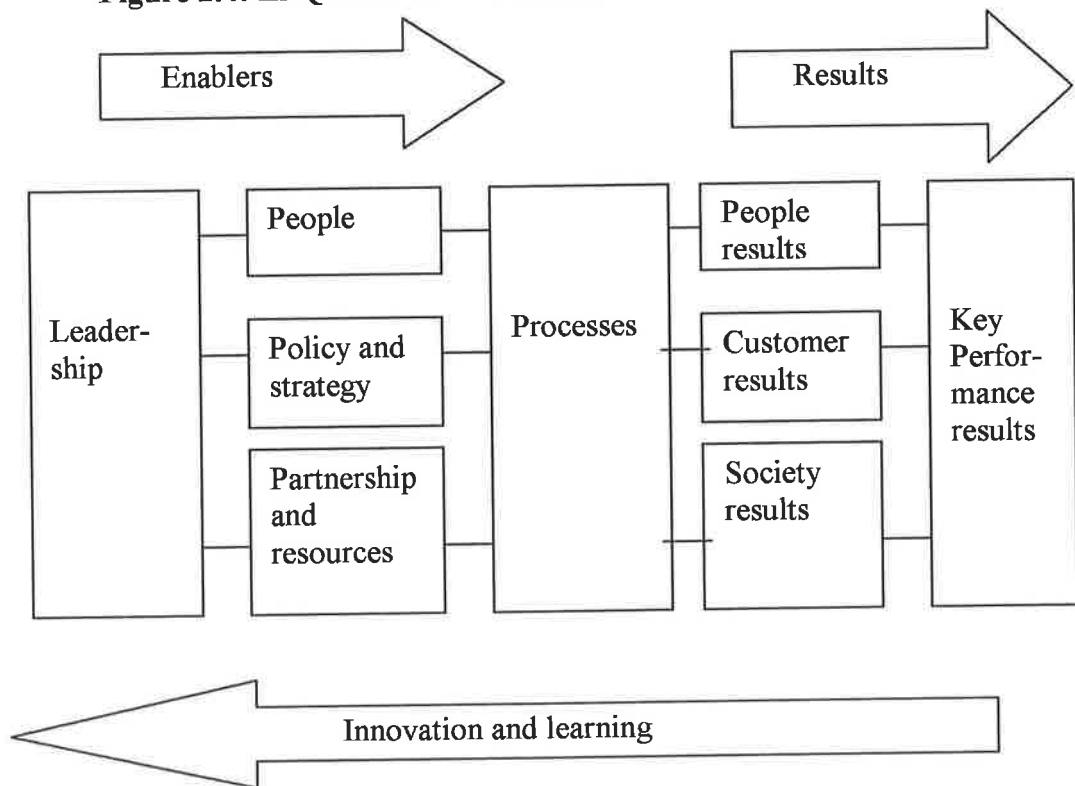 Enablers
Results
People
People
results
Leader-
ship
Policy and
strategy
Processes
Customer
results
Key
Perfor-
mance
results
Partnership
and
resources
Society
results
Innovation and learning